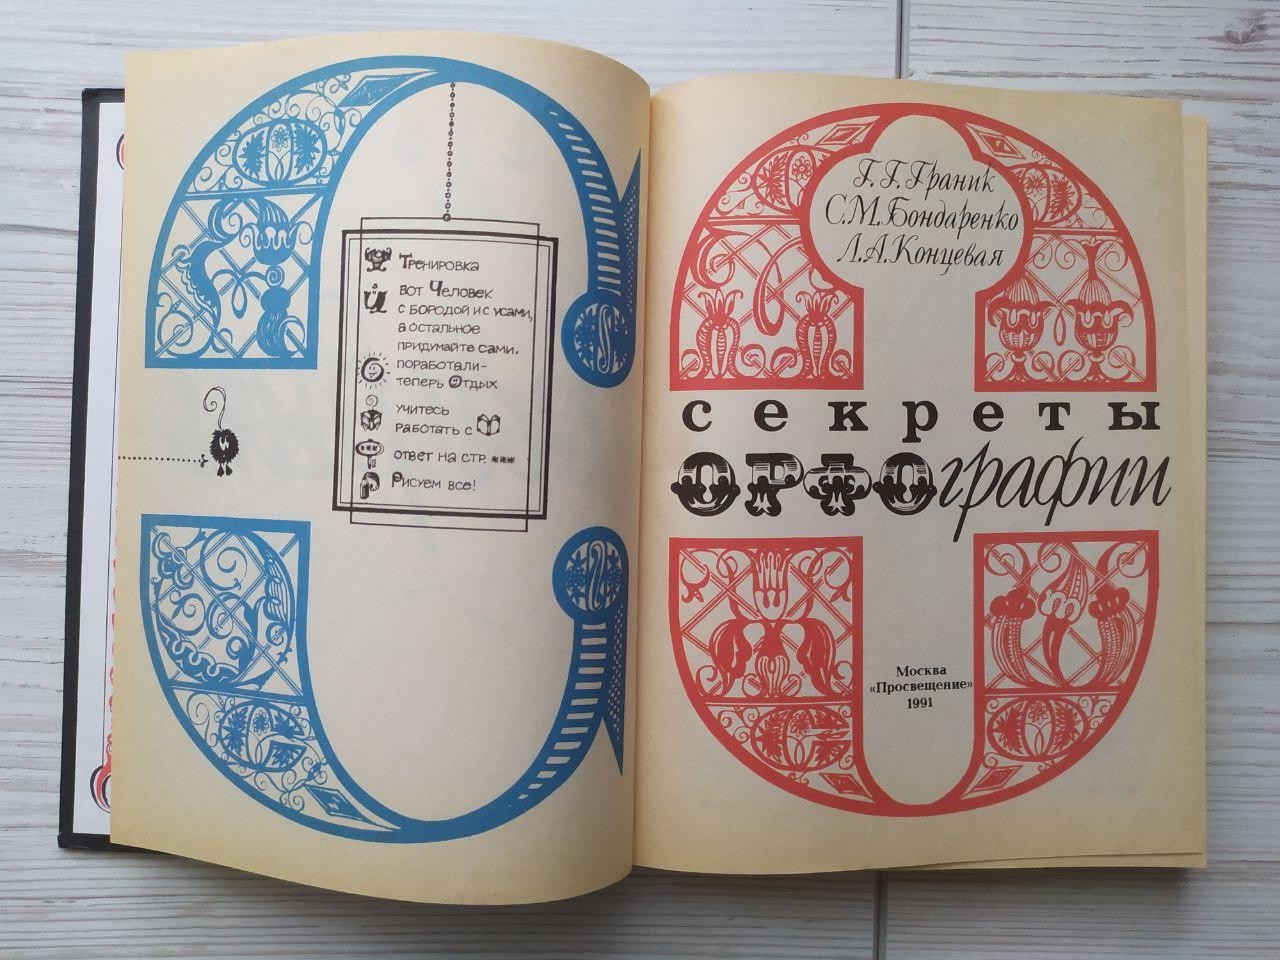 Тренировка
вот Человек
с бородой и с усами,
а остальное
придумайте сами.
поработали-
теперь Отдых
учитесь
работать с
ответ на стр. ***
Рисуем все!
Г. Г. Граник
С. М. Бондаренко
Л. А. Концевая
секреты
ОРФОграфии
Москва
«Просвещение»
1991